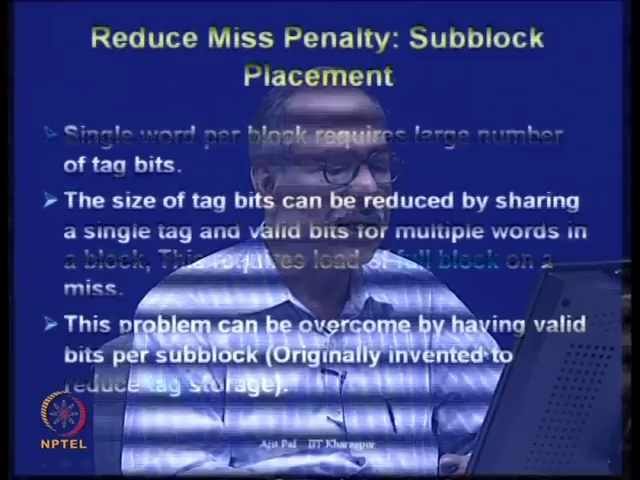 Reduce Miss Penalty: Subblock
Placement
Single word per block requires large number
of tag bits.
The size of tag bits can be reduced by sharing
a single tag and valid bits for multiple words in
a block, This requires load of full block on a
miss.
This problem can be overcome by having valid
bits per subblock (Originally invented to
reduce tag storage).
NPTEL
Ajit Pal IIT Kharagpur